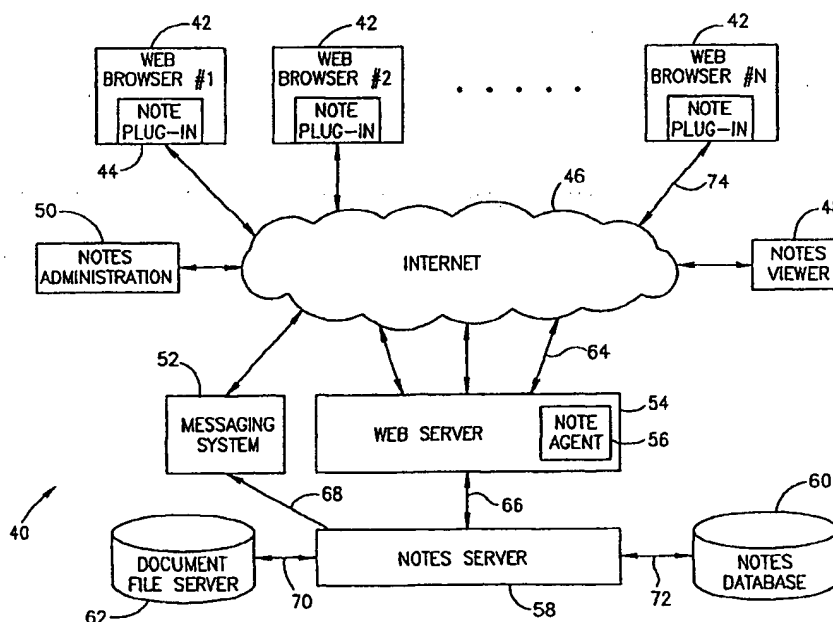 42
42
42
WEB
BROWSER #1
WEB
BROWSER #2
WEB
BROWSER #N
NOTE
PLUG-IN
NOTE
PLUG-IN
NOTE
PLUG-IN
44
74
46
50
NOTES
ADMINISTRATION
INTERNET
NOTES
VIEWER
52
64
MESSAGING
SYSTEM
WEB SERVER
NOTE
AGENT
54
56
40
68
66
60
DOCUMENT
FILE SERVER
NOTES SERVER
NOTES
DATABASE
62
70
58
72